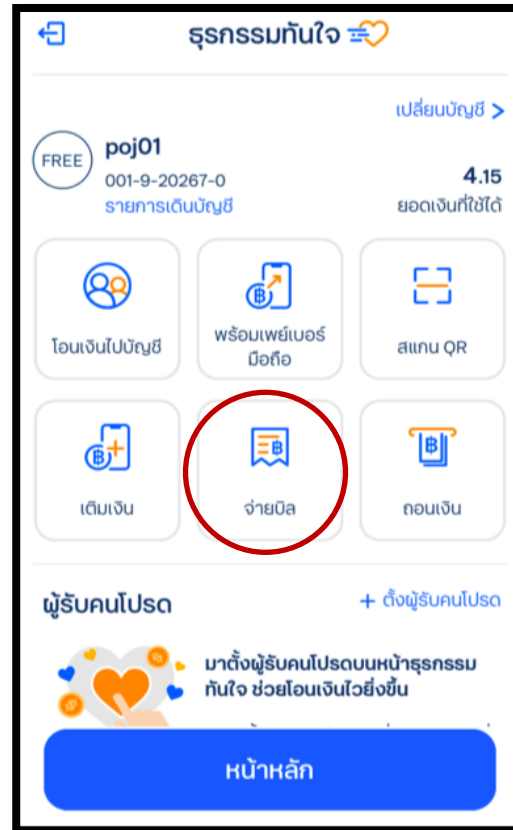 ธุรกรรมทันใจ
เปลี่ยนบัญชี >
FREE
poj01
001-9-20267-0
4.15
รายการเดินบัญชี
ยอดเงินที่ใช้ได้
โอนเงินไปบัญชี
พร้อมเพย์เบอร์
มือถือ
สแกน QR
เติมเงิน
จ่ายบิล
ถอนเงิน
ผู้รับคนโปรด
+ ตั้งผู้รับคนโปรด
มาตั้งผู้รับคนโปรดบนหน้าธุรกรรม
ทันใจ ช่วยโอนเงินไวยิ่งขึ้น
หน้าหลัก